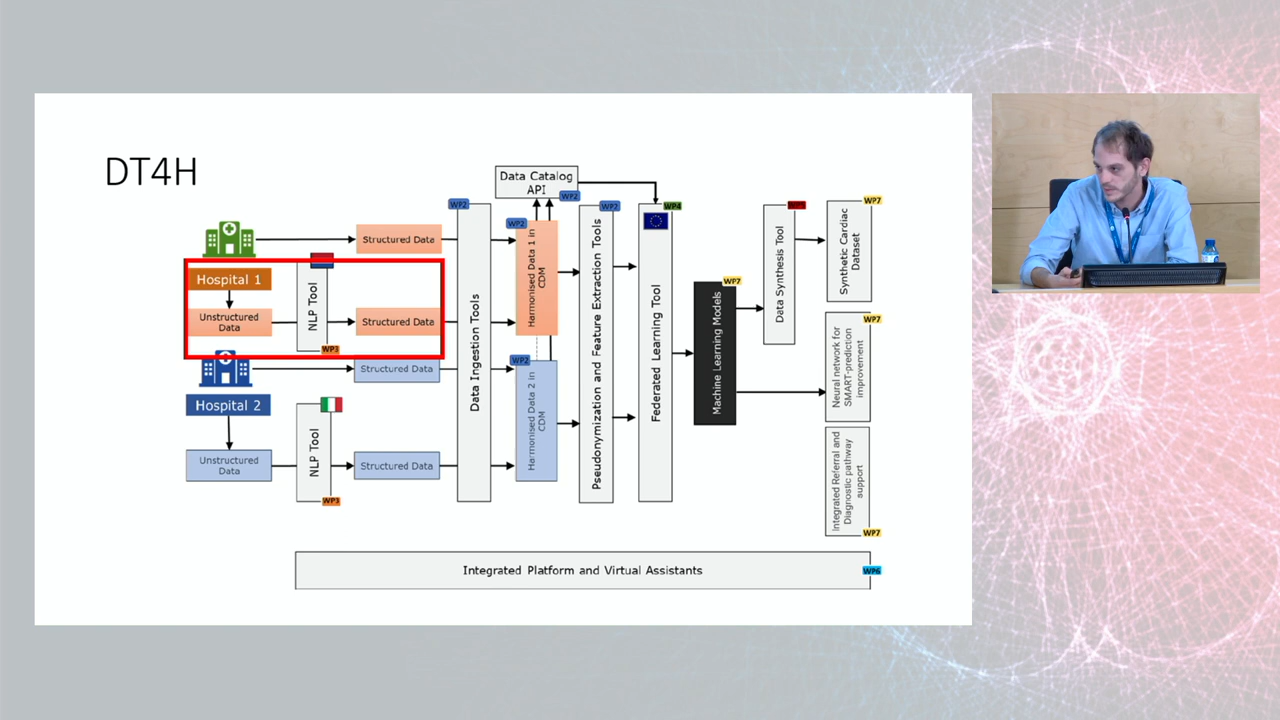 DT4H
Data Catalog
API
WP2
WP2
WP2
WP2
WP4
WP7
Structured Data
Hospital 1
Unstructured
Data
NLP Tool
WP3
Structured Data
Data Ingestion Tools
Harmonised Data 1 in
CDM
Pseudonymization and Feature Extraction Tools
Federated Learning Tool
Machine Learning Models
WP7
Data Synthesis Tool
Synthetic Cardiac
Dataset
Structured Data
Hospital 2
Unstructured
Data
NLP Tool
WP3
Structured Data
WP2
Harmonised Data 2 in
CDM
Neural network for
SMART-prediction
improvement
WP7
Integrated Referral and
Diagnostic pathway
support
WP7
Integrated Platform and Virtual Assistants
WP6